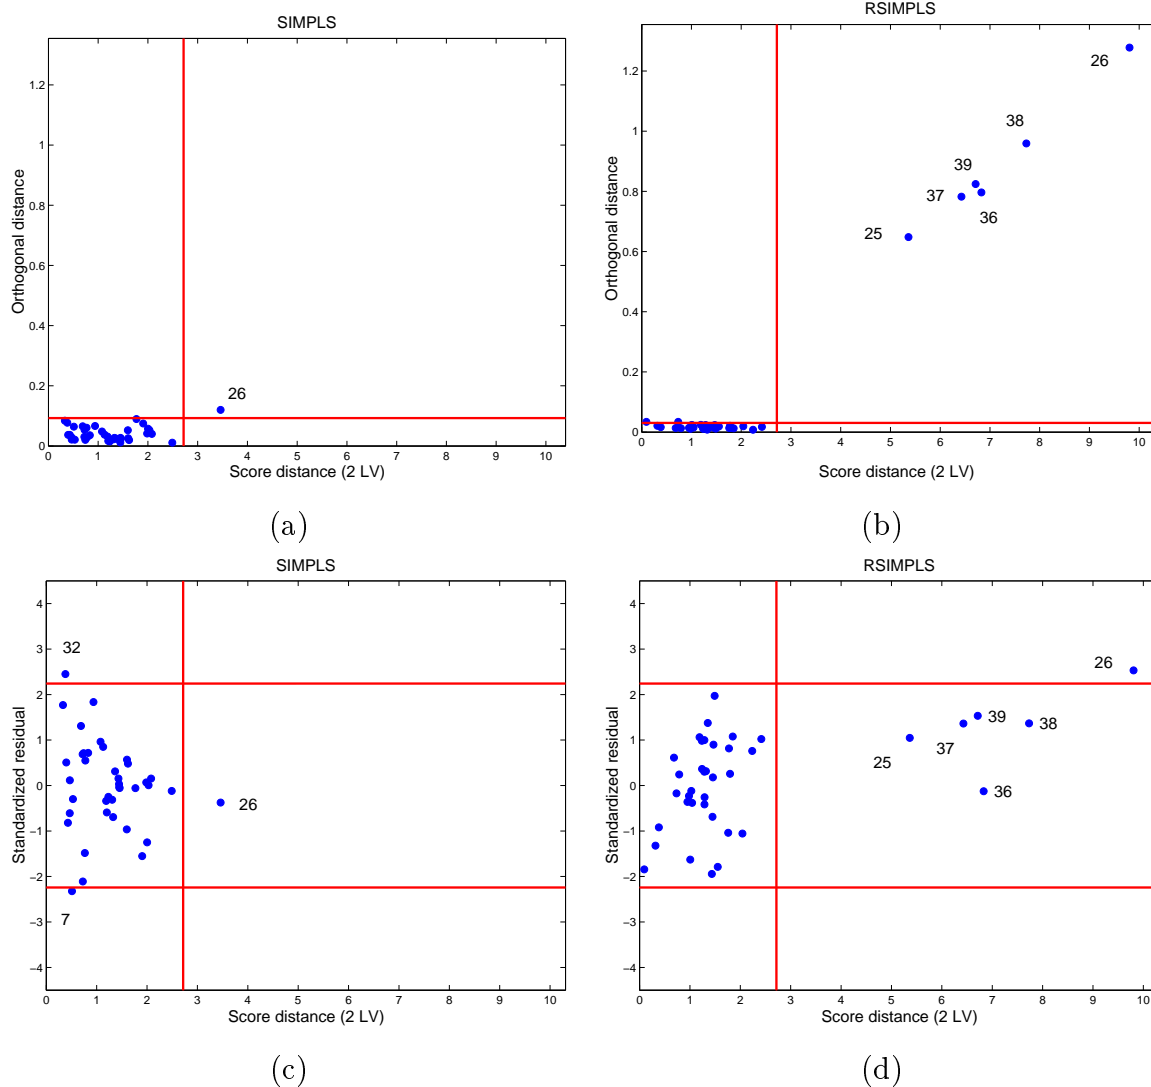 SIMPLS
1.2
1
0.8
0.6
0.4
0.2
0
Orthogonal distance
26
0 1 2 3 4 5 6 7 8 9 10
Score distance (2 LV)
(a)
RSIMPLS
1.2
1
0.8
0.6
0.4
0.2
0
Orthogonal distance
26
38
39
37
36
25
0 1 2 3 4 5 6 7 8 9 10
Score distance (2 LV)
(b)
SIMPLS
4
3
2
1
0
−1
−2
−3
−4
Standardized residual
32
26
7
0 1 2 3 4 5 6 7 8 9 10
Score distance (2 LV)
(c)
RSIMPLS
4
3
2
1
0
−1
−2
−3
−4
Standardized residual
26
39
38
37
25
36
0 1 2 3 4 5 6 7 8 9 10
Score distance (2 LV)
(d)